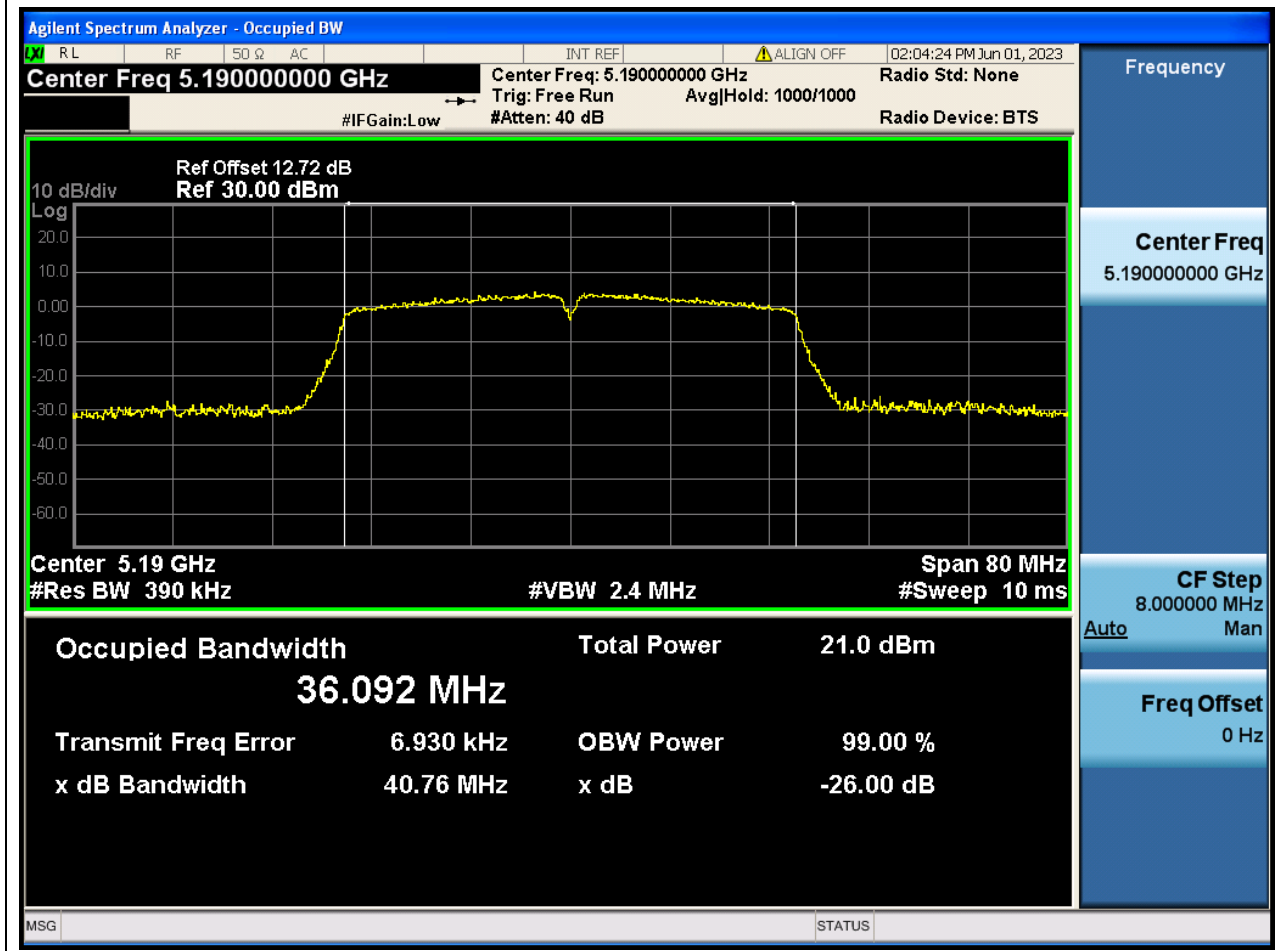 Agilent Spectrum Analyzer - Occupied BW
LXI RL RF 50 Ω AC INT REF ALIGN OFF 02:04:24 PM Jun 01, 2023
Center Freq 5.190000000 GHz
Center Freq: 5.190000000 GHz Radio Std: None
Trig: Free Run Avg|Hold: 1000/1000
#IFGain:Low #Atten: 40 dB Radio Device: BTS
Ref Offset 12.72 dB
10 dB/div Ref 30.00 dBm
Log
20.0
10.0
0.00
-10.0
-20.0
-30.0
-40.0
-50.0
-60.0
Center 5.19 GHz Span 80 MHz
#Res BW 390 kHz #VBW 2.4 MHz #Sweep 10 ms
Occupied Bandwidth Total Power 21.0 dBm
36.092 MHz
Transmit Freq Error 6.930 kHz OBW Power 99.00 %
x dB Bandwidth 40.76 MHz x dB -26.00 dB
MSG STATUS
Frequency
Center Freq
5.190000000 GHz
CF Step
8.000000 MHz
Auto Man
Freq Offset
0 Hz